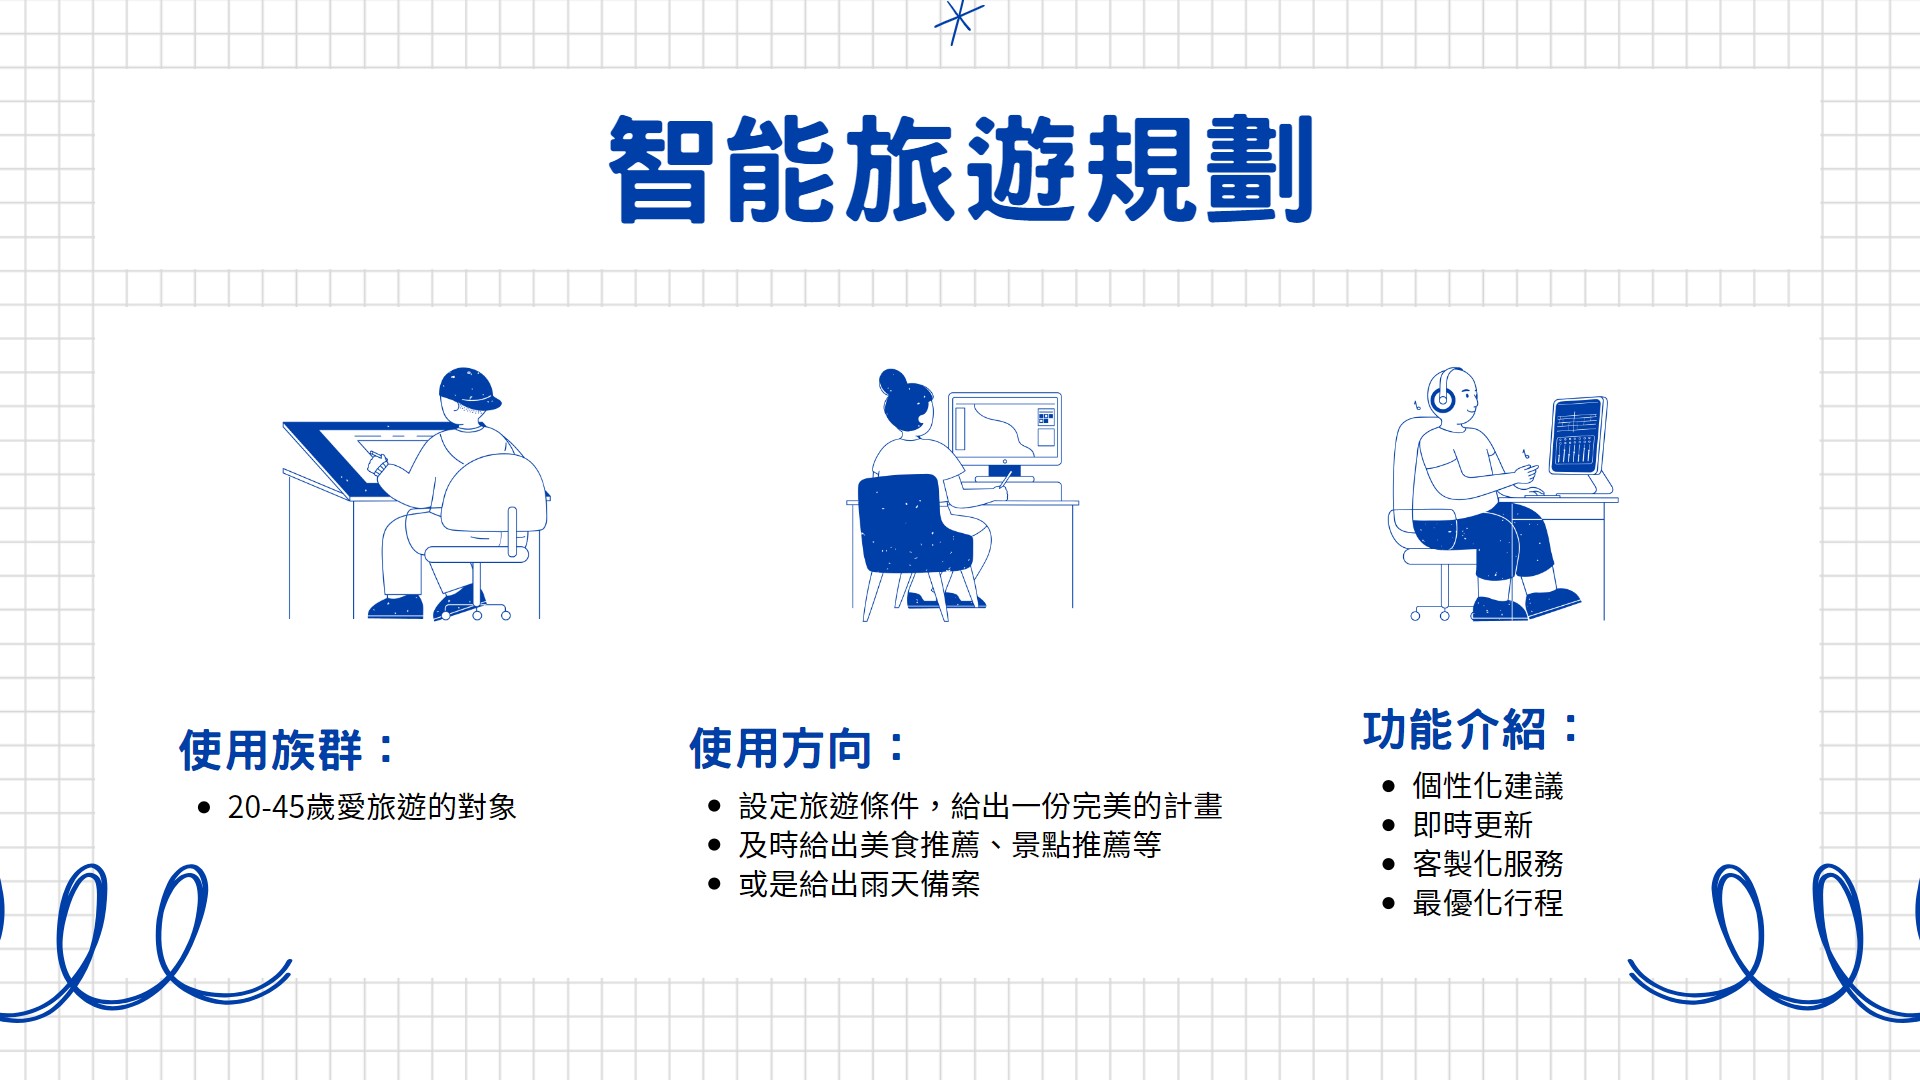 智能旅遊規劃
使用族群：
20-45歲愛旅遊的對象
使用方向：
設定旅遊條件，給出一份完美的計畫
及時給出美食推薦、景點推薦等
或是給出雨天備案
功能介紹：
個性化建議
即時更新
客製化服務
最優化行程